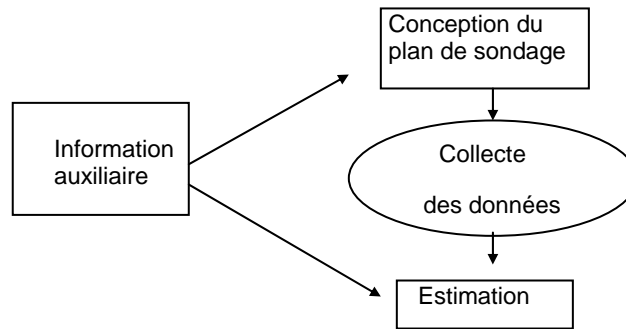 Information
auxiliaire
Conception du
plan de sondage
Collecte
des données
Estimation